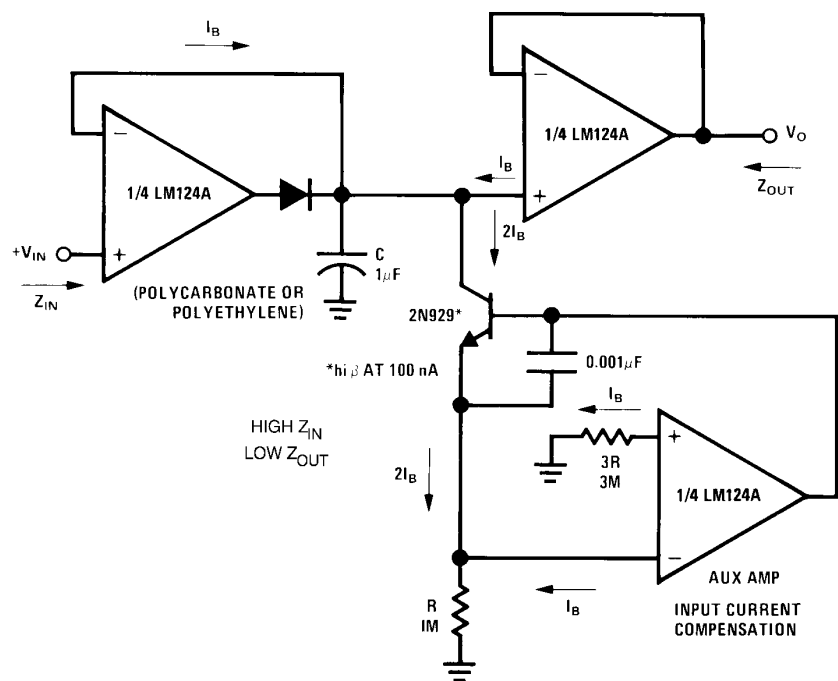 I_B
−
1/4 LM124A
+
+V_IN
Z_IN
C
1μF
(POLYCARBONATE OR
POLYETHYLENE)
−
1/4 LM124A
+
I_B
V_O
Z_OUT
2I_B
2N929*
*hi β AT 100 nA
0.001μF
HIGH Z_IN
LOW Z_OUT
I_B
3R
3M
+
1/4 LM124A
−
2I_B
I_B
R
1M
AUX AMP
INPUT CURRENT
COMPENSATION